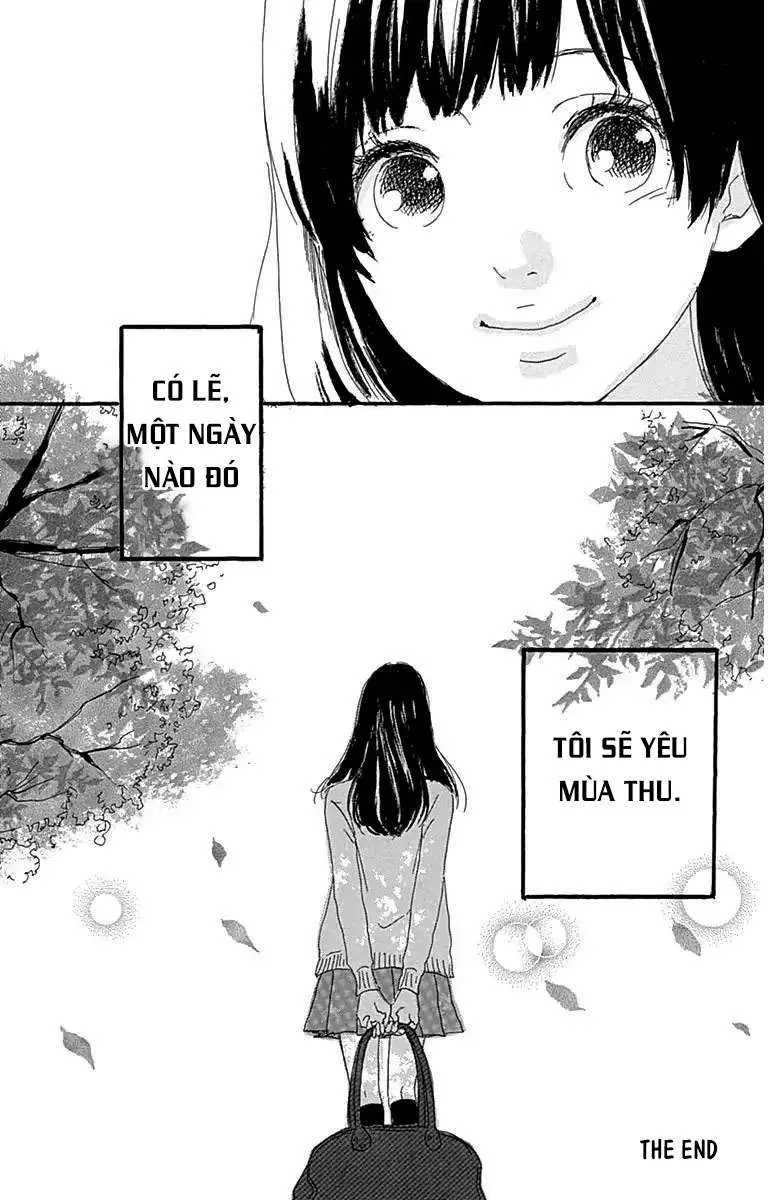 CÓ LẼ,
MỘT NGÀY
NÀO ĐÓ
TÔI SẼ YÊU
MÙA THU.
THE END